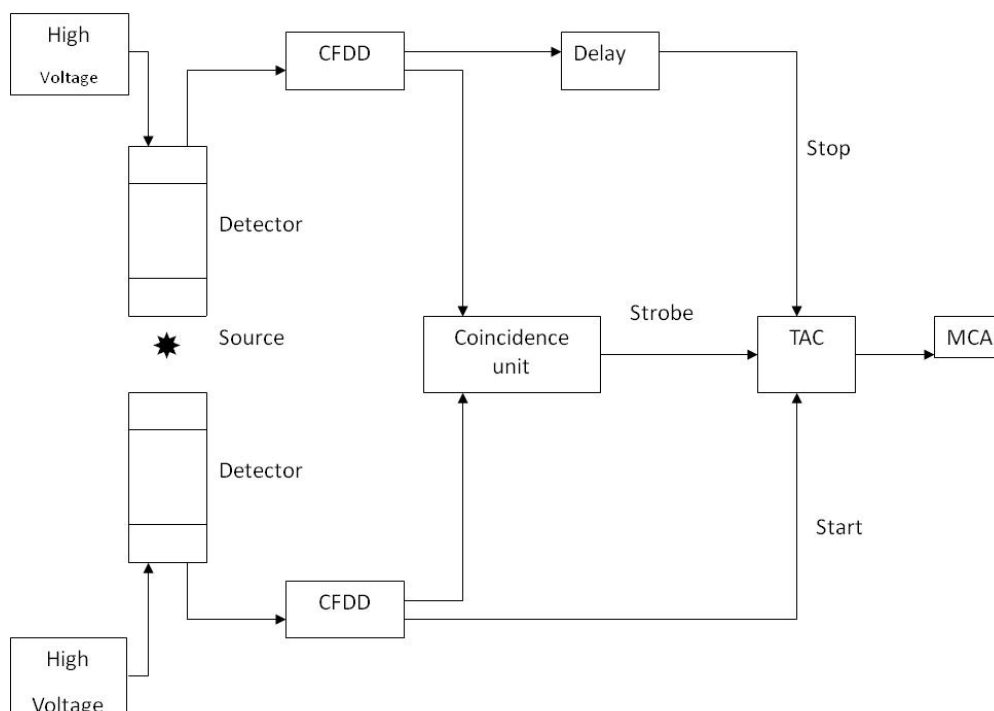 High
Voltage
CFDD
Delay
Stop
Detector
Source
Strobe
Coincidence
unit
TAC
MCA
Detector
Start
CFDD
High
Voltage